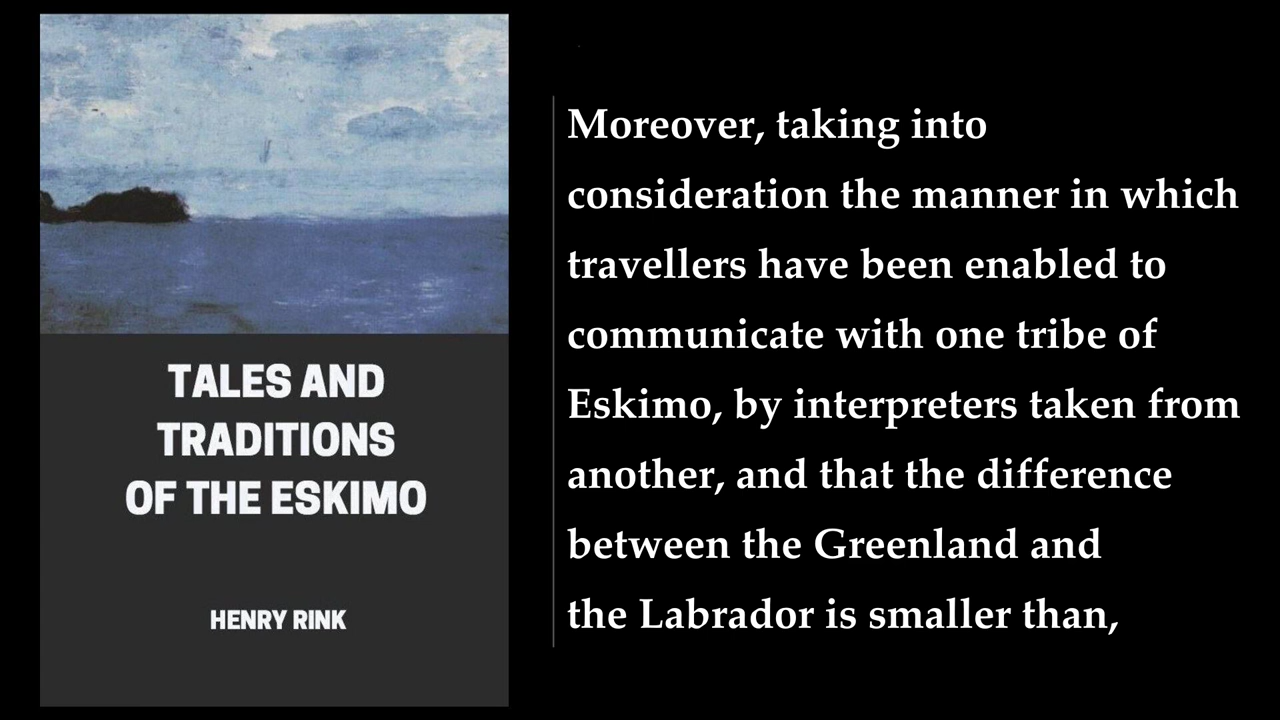 TALES AND
TRADITIONS
OF THE ESKIMO
HENRY RINK
Moreover, taking into
consideration the manner in which
travellers have been enabled to
communicate with one tribe of
Eskimo, by interpreters taken from
another, and that the difference
between the Greenland and
the Labrador is smaller than,